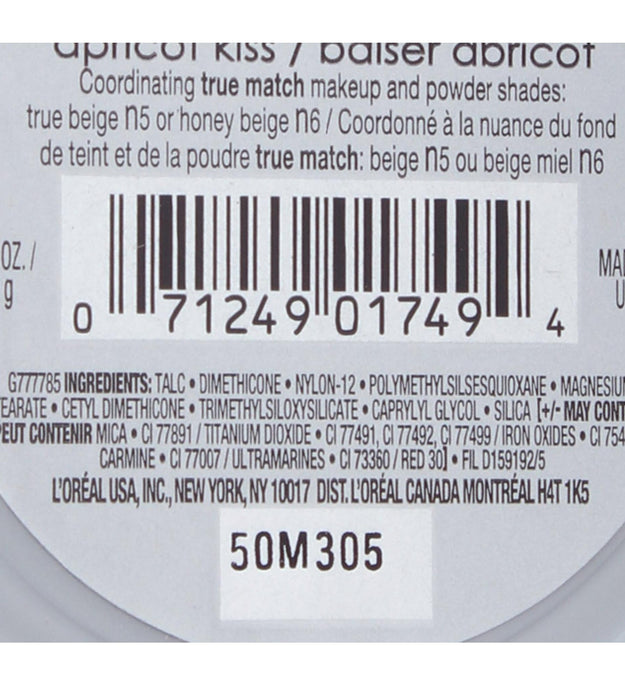 apricot kiss / baiser abricot
Coordinating true match makeup and powder shades:
true beige n5 or honey beige n6 / Coordonné à la nuance du fond
de teint et de la poudre true match: beige n5 ou beige miel n6
OZ. /
g
0 71249 01749 4
G777785 INGREDIENTS: TALC • DIMETHICONE • NYLON-12 • POLYMETHYLSILSESQUIOXANE • MAGNESIU
EARATE • CETYL DIMETHICONE • TRIMETHYLSILOXYSILICATE • CAPRYLYL GLYCOL • SILICA [+/- MAY CONT
PEUT CONTENIR MICA • CI 77891 / TITANIUM DIOXIDE • CI 77491, CI 77492, CI 77499 / IRON OXIDES • CI 754
CARMINE • CI 77007 / ULTRAMARINES • CI 73360 / RED 30] • FIL D159192/5
L'ORÉAL USA, INC., NEW YORK, NY 10017 DIST. L'ORÉAL CANADA MONTRÉAL H4T 1K5
50M305